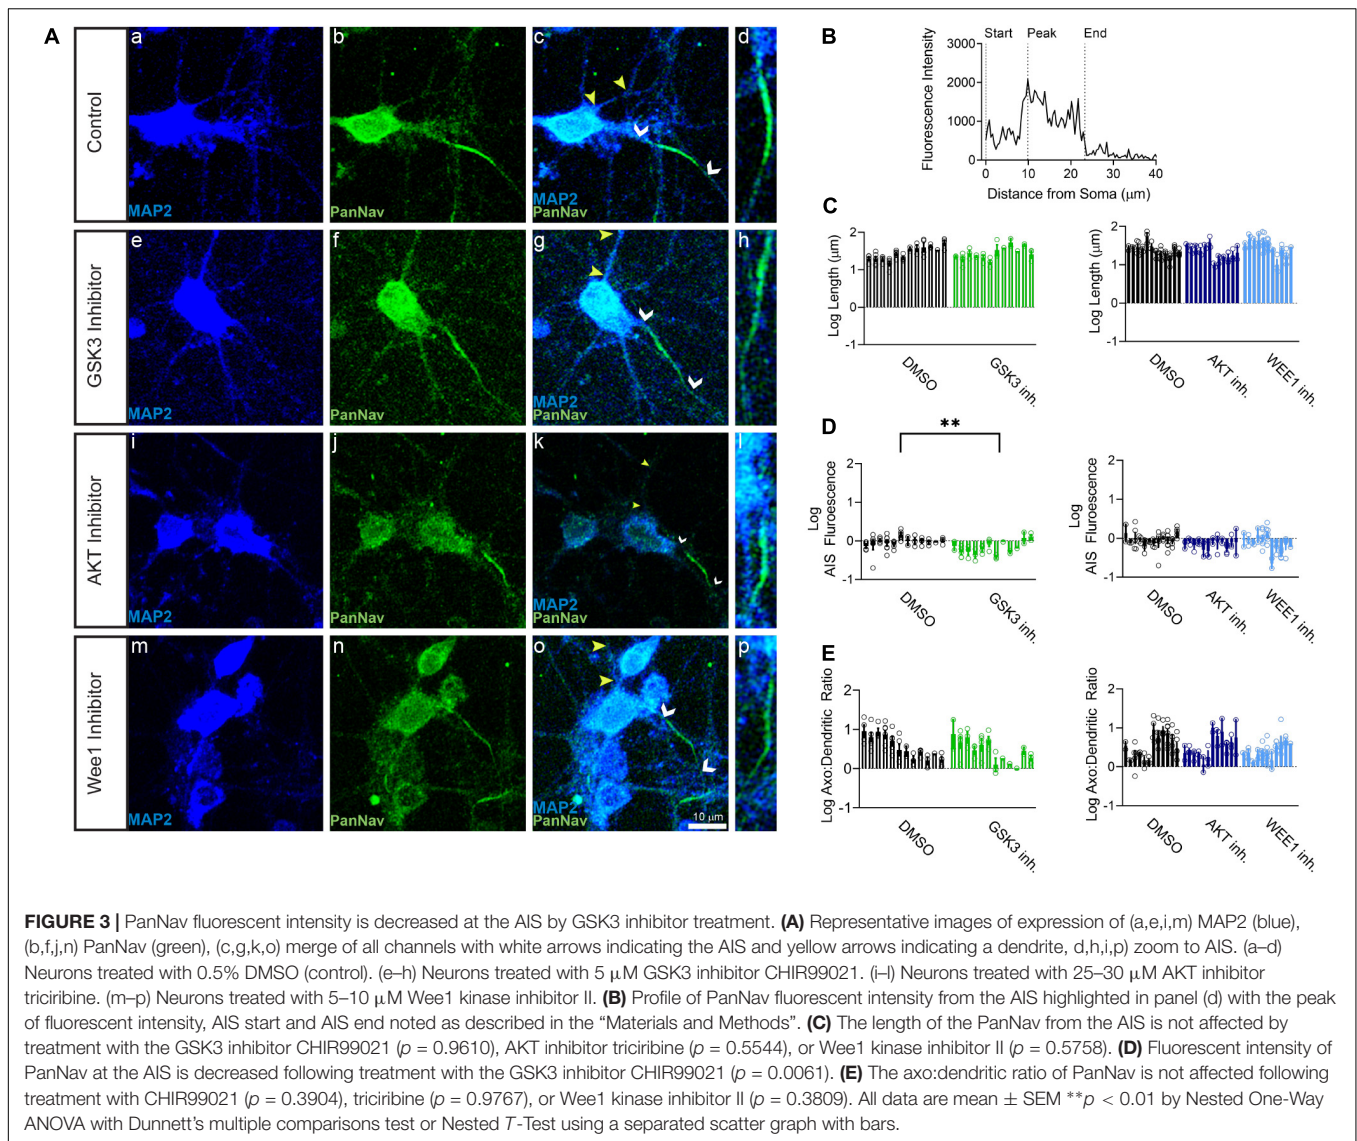 A
Control
a
MAP2
b
PanNav
c
MAP2
PanNav
d
GSK3 Inhibitor
e
MAP2
f
PanNav
g
MAP2
PanNav
h
AKT Inhibitor
i
MAP2
j
PanNav
k
MAP2
PanNav
l
Wee1 Inhibitor
m
MAP2
n
PanNav
o
MAP2
PanNav
10 µm
p
B
Start Peak End
Fluorescence Intensity
3000
2000
1000
0
0 10 20 30 40
Distance from Soma (µm)
C
Log Length (µm)
2
1
0
-1
DMSO
GSK3 inh.
Log Length (µm)
2
1
0
-1
DMSO
AKT inh.
WEE1 inh.
D
**
Log
AIS Fluroescence
2
1
0
-1
DMSO
GSK3 inh.
Log
AIS Fluroescence
2
1
0
-1
DMSO
AKT inh.
WEE1 inh.
E
Log Axo:Dendritic Ratio
2
1
0
-1
DMSO
GSK3 inh.
Log Axo:Dendritic Ratio
2
1
0
-1
DMSO
AKT inh.
WEE1 inh.
FIGURE 3 | PanNav fluorescent intensity is decreased at the AIS by GSK3 inhibitor treatment. (A) Representative images of expression of (a,e,i,m) MAP2 (blue),
(b,f,j,n) PanNav (green), (c,g,k,o) merge of all channels with white arrows indicating the AIS and yellow arrows indicating a dendrite, d,h,i,p) zoom to AIS. (a–d)
Neurons treated with 0.5% DMSO (control). (e–h) Neurons treated with 5 µM GSK3 inhibitor CHIR99021. (i–l) Neurons treated with 25–30 µM AKT inhibitor
triciribine. (m–p) Neurons treated with 5–10 µM Wee1 kinase inhibitor II. (B) Profile of PanNav fluorescent intensity from the AIS highlighted in panel (d) with the peak
of fluorescent intensity, AIS start and AIS end noted as described in the “Materials and Methods”. (C) The length of the PanNav from the AIS is not affected by
treatment with the GSK3 inhibitor CHIR99021 (p = 0.9610), AKT inhibitor triciribine (p = 0.5544), or Wee1 kinase inhibitor II (p = 0.5758). (D) Fluorescent intensity of
PanNav at the AIS is decreased following treatment with the GSK3 inhibitor CHIR99021 (p = 0.0061). (E) The axo:dendritic ratio of PanNav is not affected following
treatment with CHIR99021 (p = 0.3904), triciribine (p = 0.9767), or Wee1 kinase inhibitor II (p = 0.3809). All data are mean ± SEM **p < 0.01 by Nested One-Way
ANOVA with Dunnett’s multiple comparisons test or Nested T-Test using a separated scatter graph with bars.